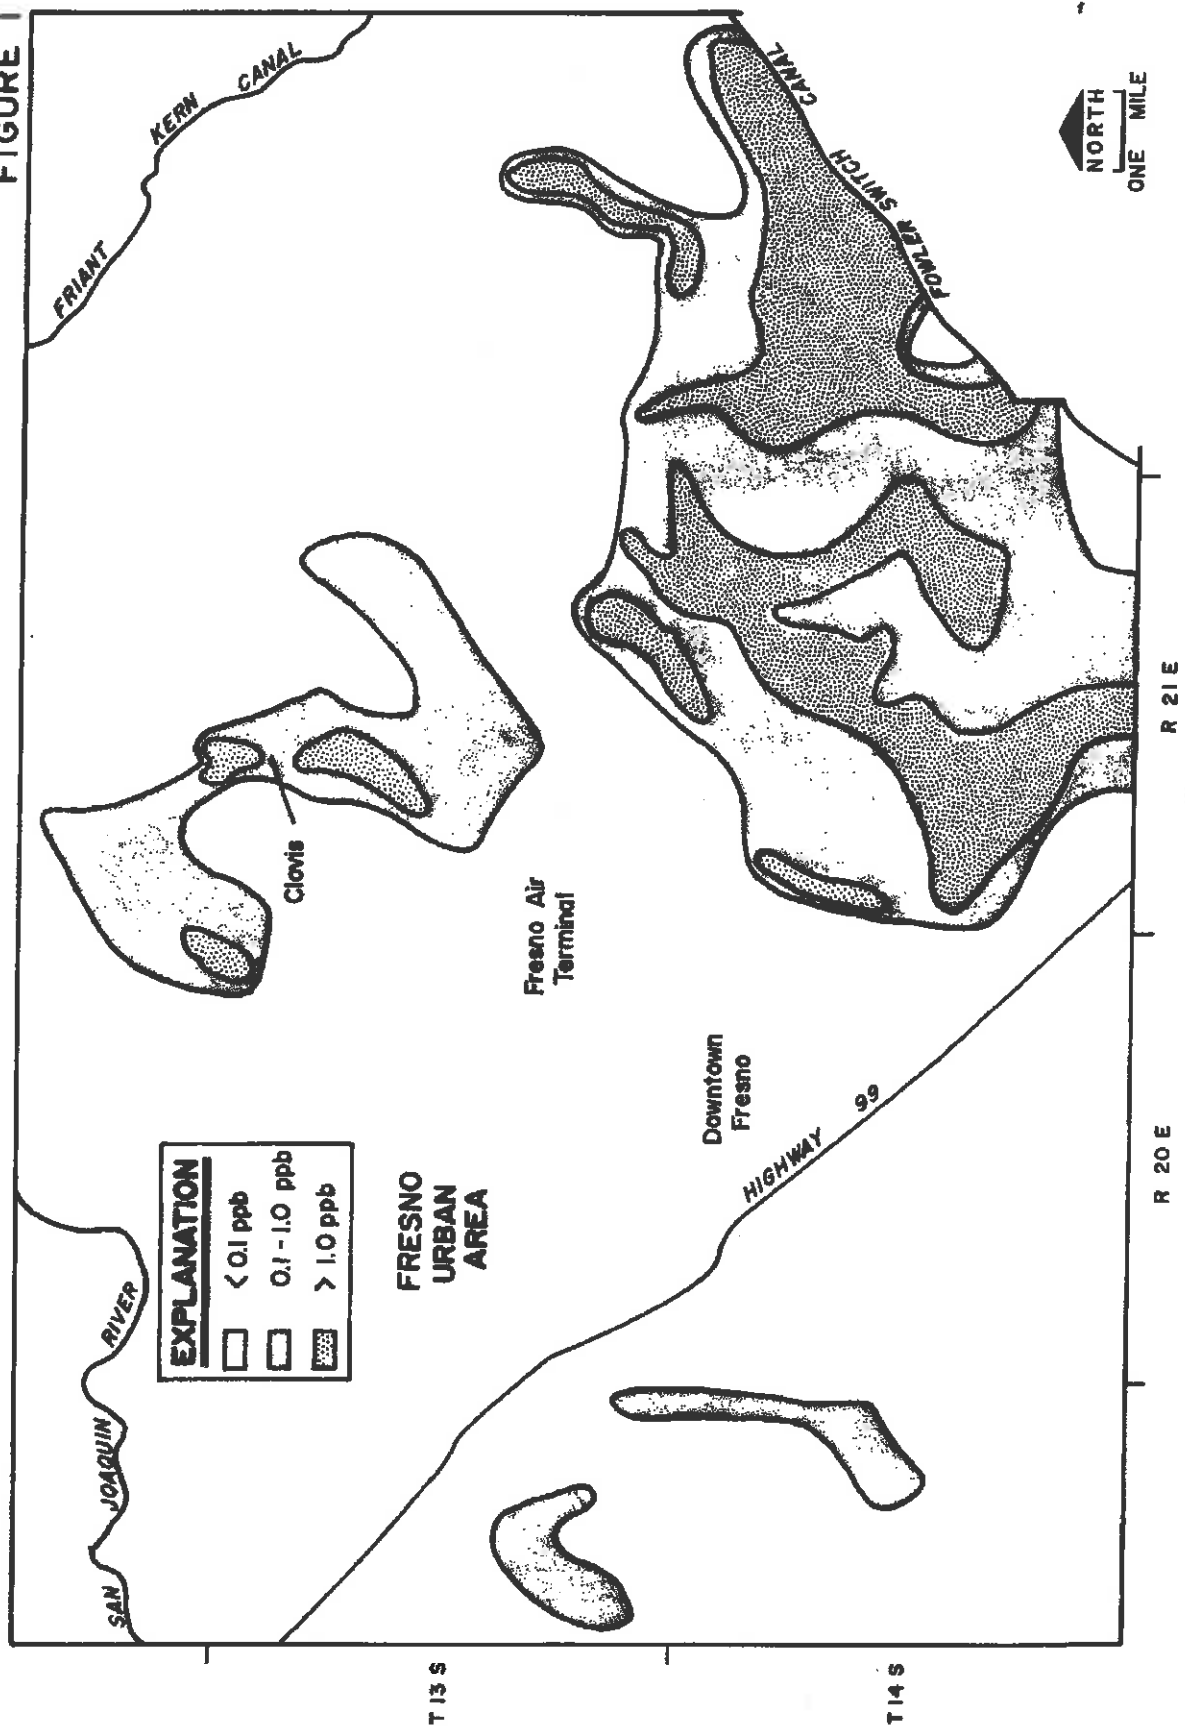 FIGURE 1
FRIANT KERN CANAL
SAN JOAQUIN RIVER
EXPLANATION
< 0.1 ppb
0.1 - 1.0 ppb
> 1.0 ppb
Clovis
FRESNO
URBAN
AREA
Fresno Air
Terminal
Downtown
Fresno
HIGHWAY 99
FOWLER SWITCH CANAL
T 13 S
T 14 S
R 20 E
R 21 E
NORTH
ONE MILE